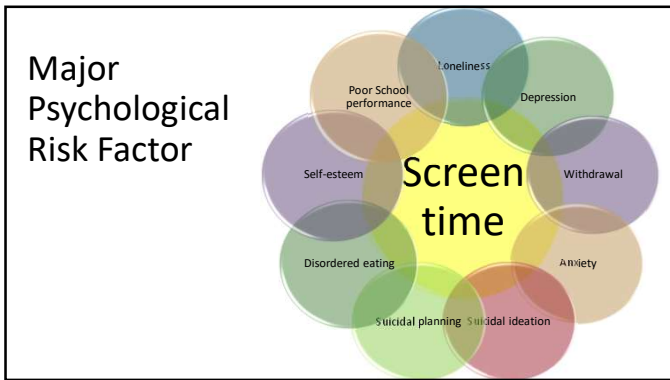 Major
Psychological
Risk Factor
Loneliness
Depression
Withdrawal
Anxiety
Suicidal ideation
Suicidal planning
Disordered eating
Self-esteem
Poor School
performance
Screen
time